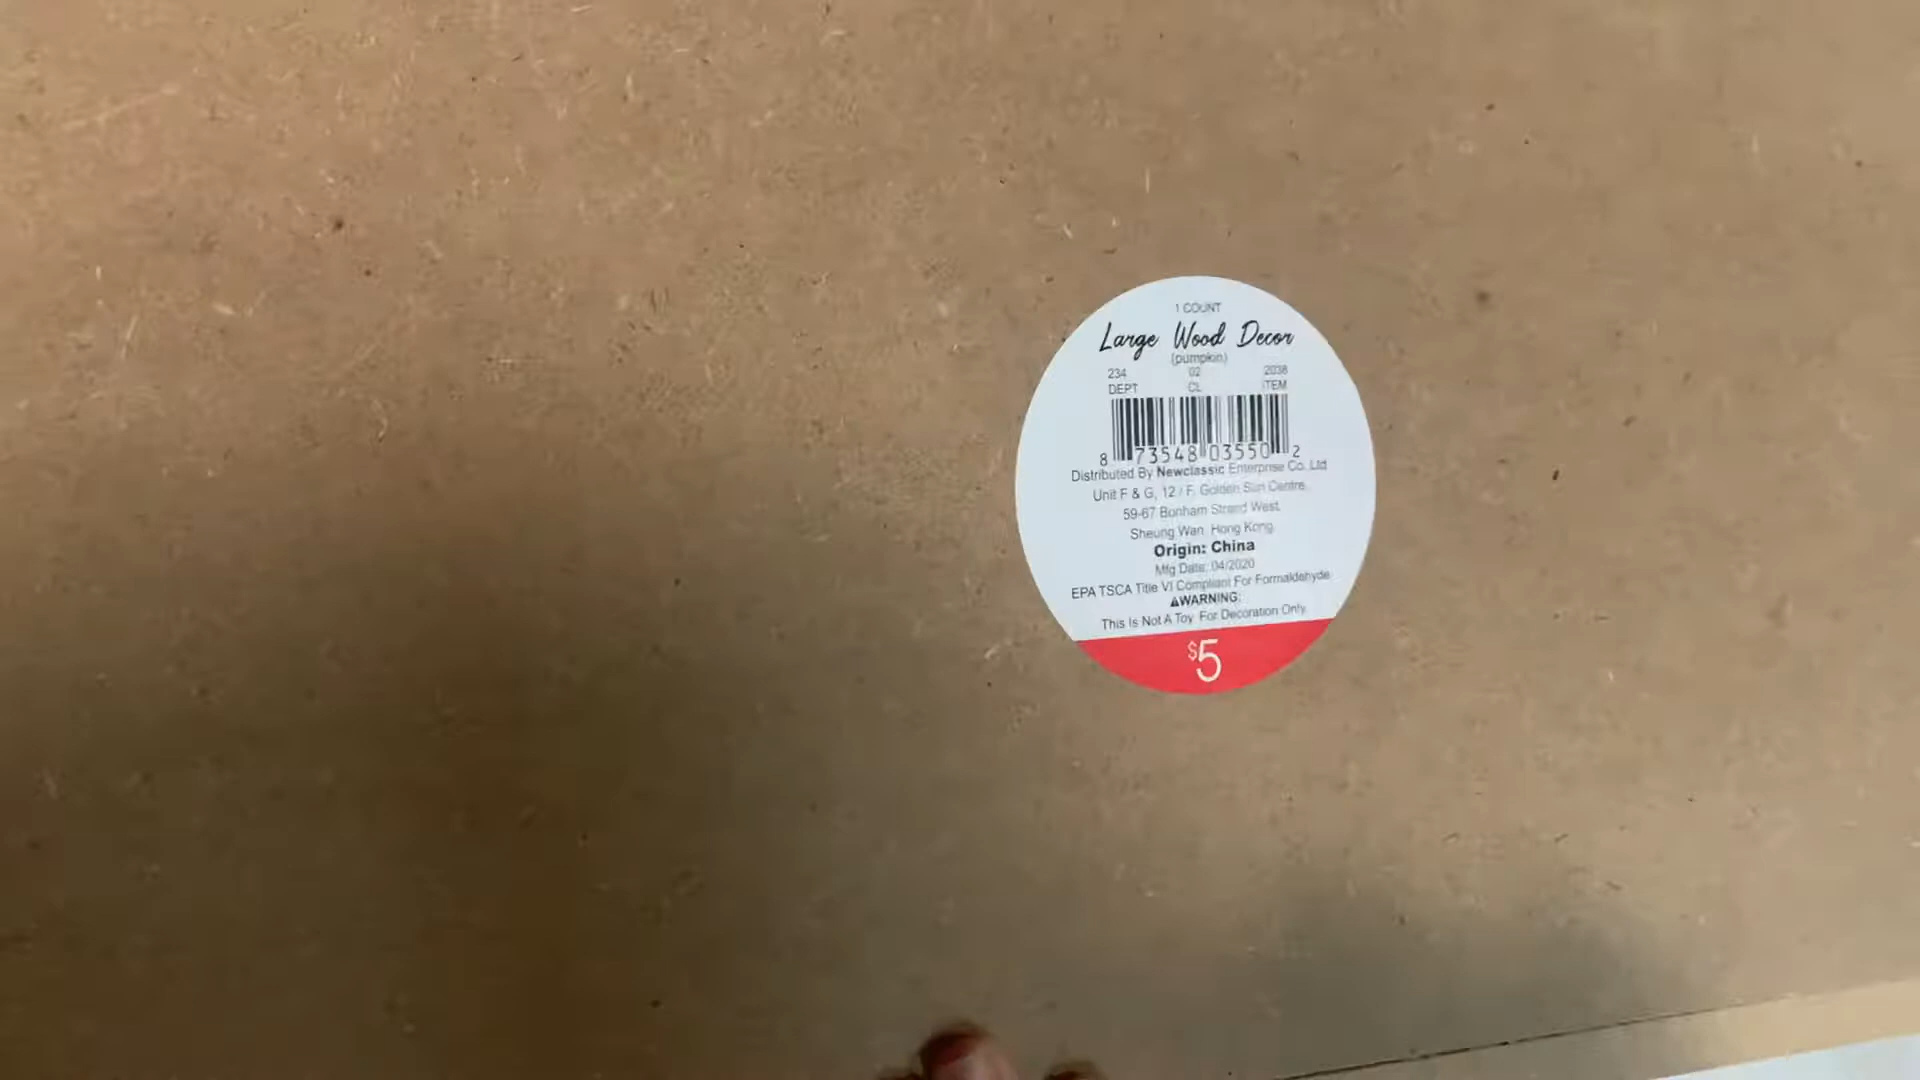 1 COUNT
Large Wood Decor
(pumpkin)
234 02 2038
DEPT CL ITEM
8 73548 03550 2
Distributed By Newclassic Enterprise Co. Ltd
Unit F & G, 12 / F, Golden Sun Centre,
59-67 Bonham Strand West,
Sheung Wan, Hong Kong
Origin: China
Mfg Date: 04/2020
EPA TSCA Title VI Compliant For Formaldehyde
⚠WARNING:
This Is Not A Toy. For Decoration Only.
$5